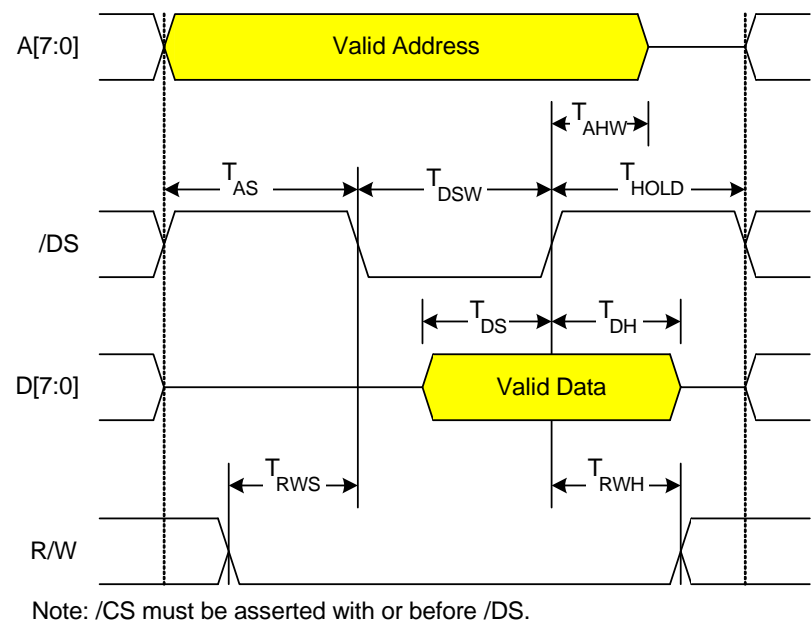 A[7:0]
Valid Address
TAHW
TAS
TDSW
THOLD
/DS
TDS
TDH
D[7:0]
Valid Data
TRWS
TRWH
R/W
Note: /CS must be asserted with or before /DS.